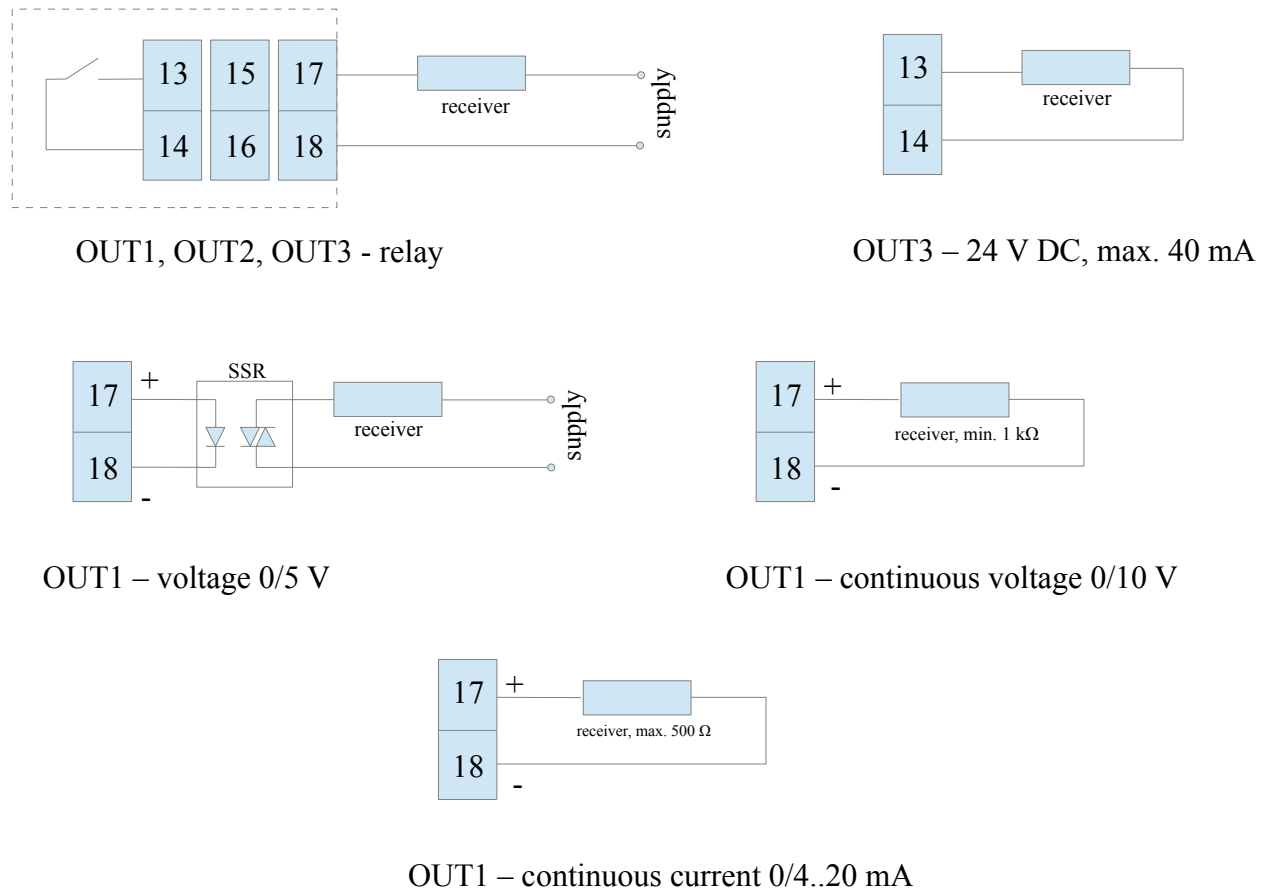 13 15 17
14 16 18
receiver
supply
OUT1, OUT2, OUT3 - relay
13
14
receiver
OUT3 – 24 V DC, max. 40 mA
17
18
+
-
SSR
receiver
supply
OUT1 – voltage 0/5 V
17
18
+
-
receiver, min. 1 kΩ
OUT1 – continuous voltage 0/10 V
17
18
+
-
receiver, max. 500 Ω
OUT1 – continuous current 0/4..20 mA